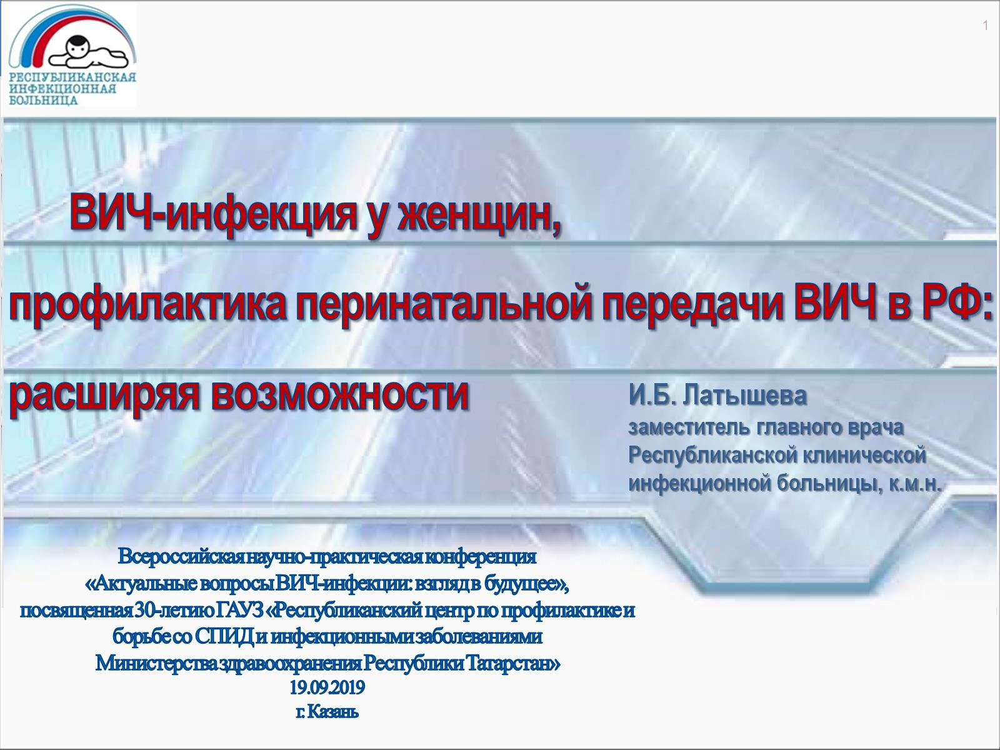 1
РЕСПУБЛИКАНСКАЯ
ИНФЕКЦИОННАЯ
БОЛЬНИЦА
ВИЧ-инфекция у женщин,
профилактика перинатальной передачи ВИЧ в РФ:
расширяя возможности
И.Б. Латышева
заместитель главного врача
Республиканской клинической
инфекционной больницы, к.м.н.
Всероссийская научно-практическая конференция
«Актуальные вопросы ВИЧ-инфекции: взгляд в будущее»,
посвященная 30-летию ГАУЗ «Республиканский центр по профилактике и
борьбе со СПИД и инфекционными заболеваниями
Министерства здравоохранения Республики Татарстан»
19.09.2019
г. Казань